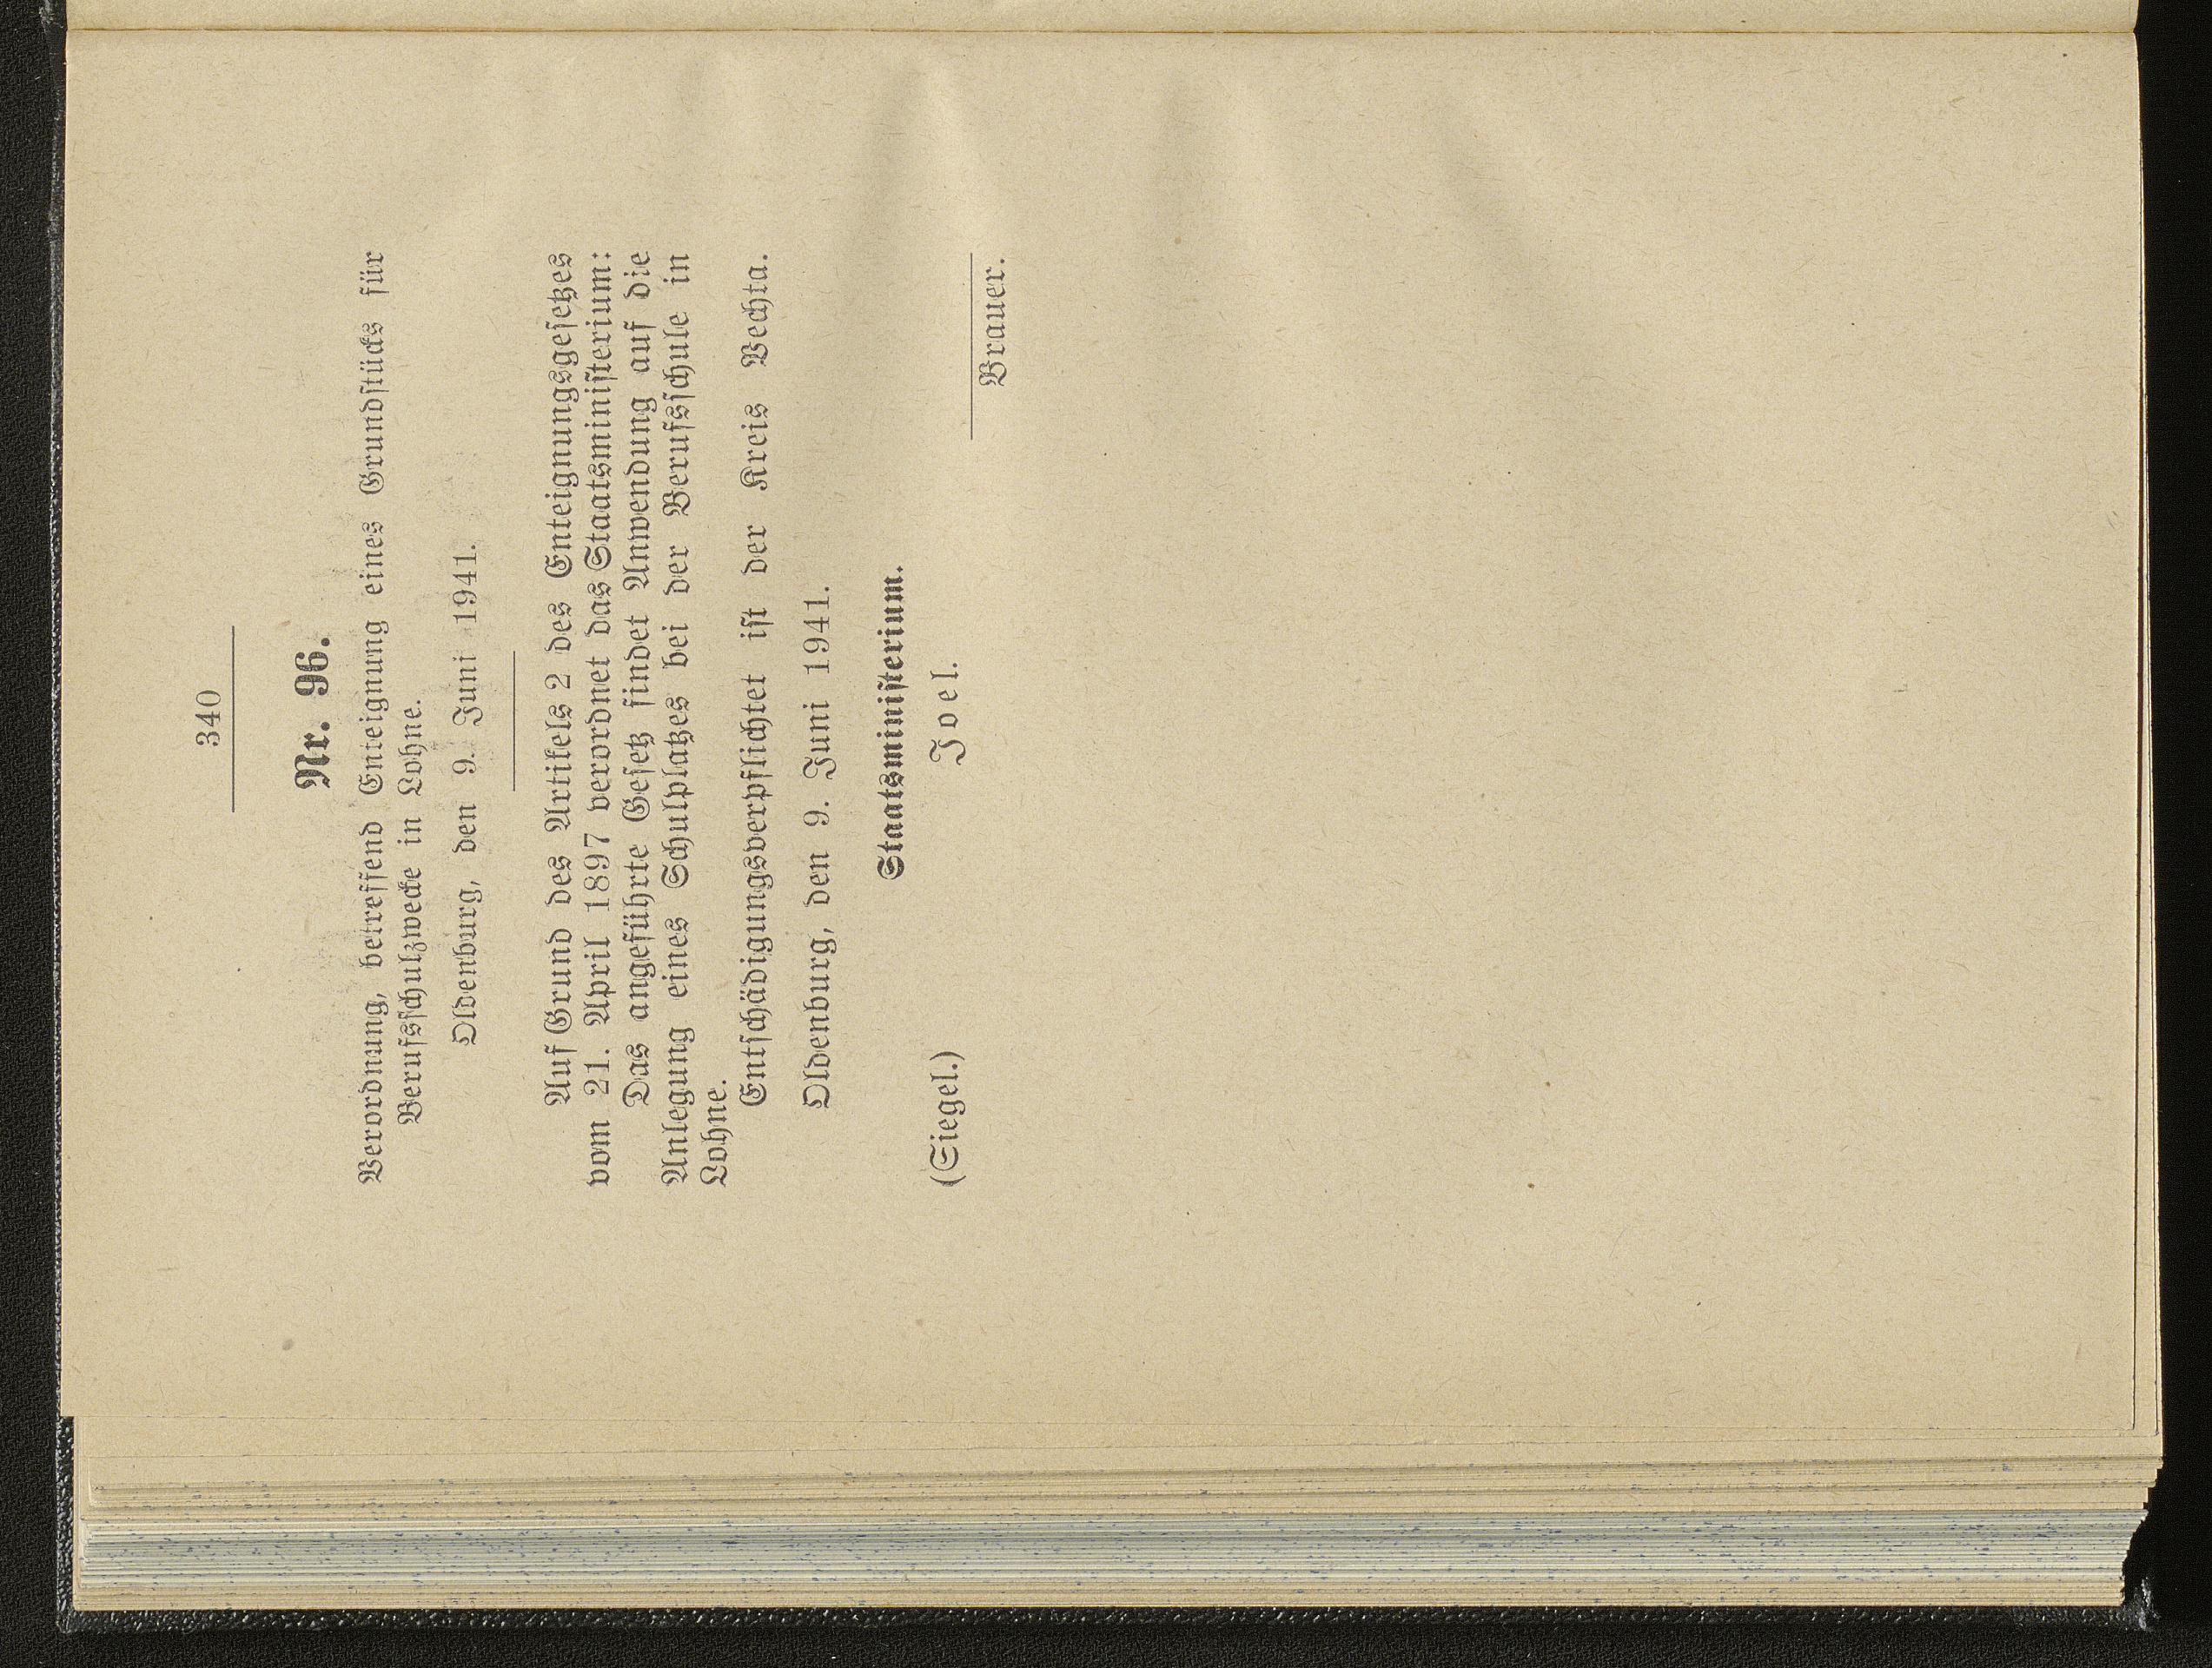 340
Nr. 96.
Verordnung, betreffend Enteignung eines Grundstücks für
Berufsschulzwecke in Lohne.
Oldenburg, den 9. Juni 1941.
Auf Grund des Artikels 2 des Enteignungsgesetzes
vom 21. April 1897 verordnet das Staatsministerium:
Das angeführte Gesetz findet Anwendung auf die
Anlegung eines Schulplatzes bei der Berufsschule in
Lohne.
Entschädigungsverpflichtet ist der Kreis Vechta.
Oldenburg, den 9. Juni 1941.
Staatsministerium.
(Siegel.) Joel.
Brauer.